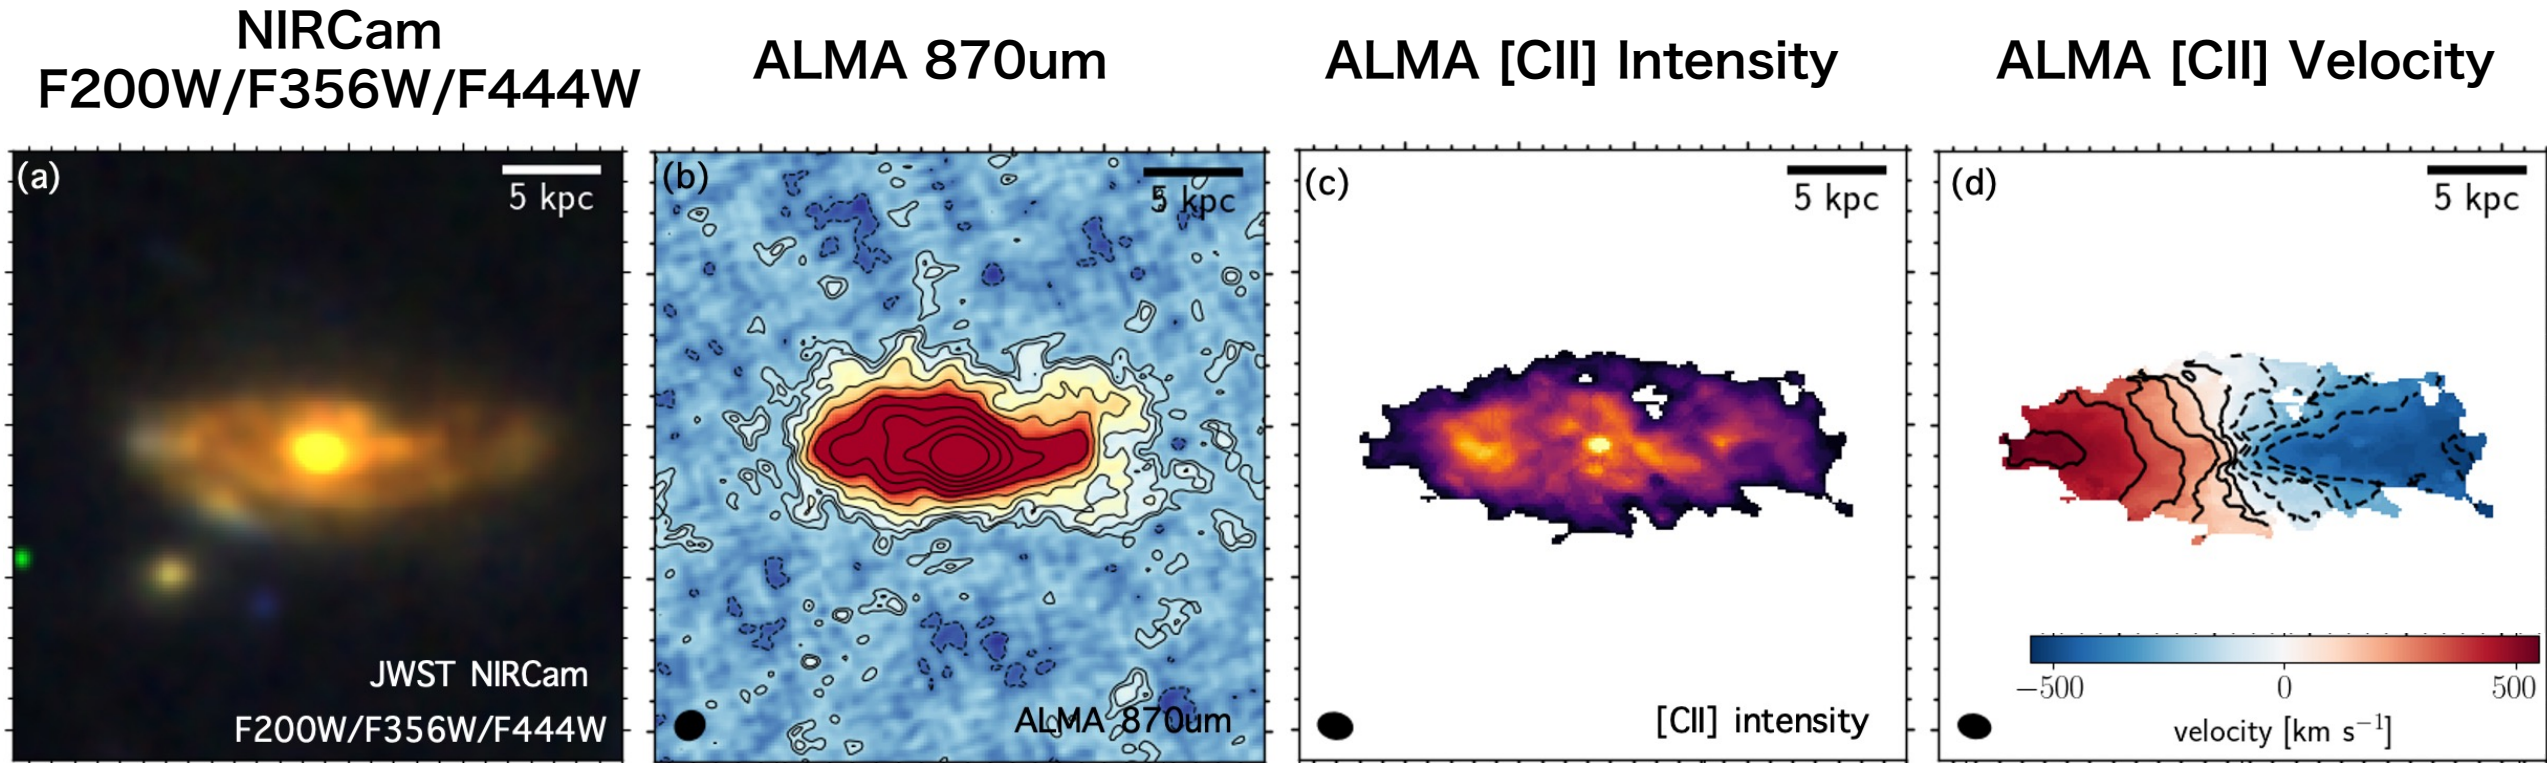 NIRCam
F200W/F356W/F444W
ALMA 870um
ALMA [CII] Intensity
ALMA [CII] Velocity
(a)
5 kpc
JWST NIRCam
F200W/F356W/F444W
(b)
5 kpc
ALMA 870um
(c)
5 kpc
[CII] intensity
(d)
5 kpc
−500 0 500
velocity [km s⁻¹]